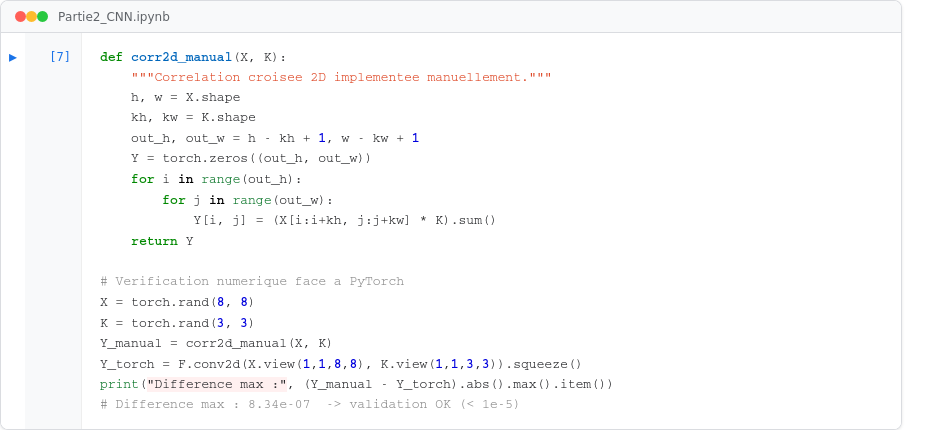 Partie2_CNN.ipynb
[7]
def corr2d_manual(X, K):
    """Correlation croisee 2D implementee manuellement."""
    h, w = X.shape
    kh, kw = K.shape
    out_h, out_w = h - kh + 1, w - kw + 1
    Y = torch.zeros((out_h, out_w))
    for i in range(out_h):
        for j in range(out_w):
            Y[i, j] = (X[i:i+kh, j:j+kw] * K).sum()
    return Y
# Verification numerique face a PyTorch
X = torch.rand(8, 8)
K = torch.rand(3, 3)
Y_manual = corr2d_manual(X, K)
Y_torch = F.conv2d(X.view(1,1,8,8), K.view(1,1,3,3)).squeeze()
print("Difference max :", (Y_manual - Y_torch).abs().max().item())
# Difference max : 8.34e-07  -> validation OK (< 1e-5)